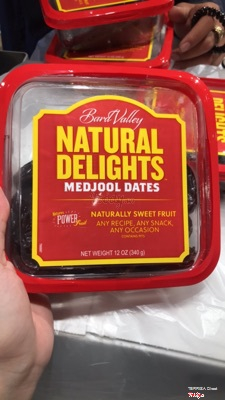 Bard Valley
NATURAL
DELIGHTS
MEDJOOL DATES
POWER
NATURALLY SWEET FRUIT
ANY RECIPE, ANY SNACK,
ANY OCCASION
NET WEIGHT 12 OZ (340 g)